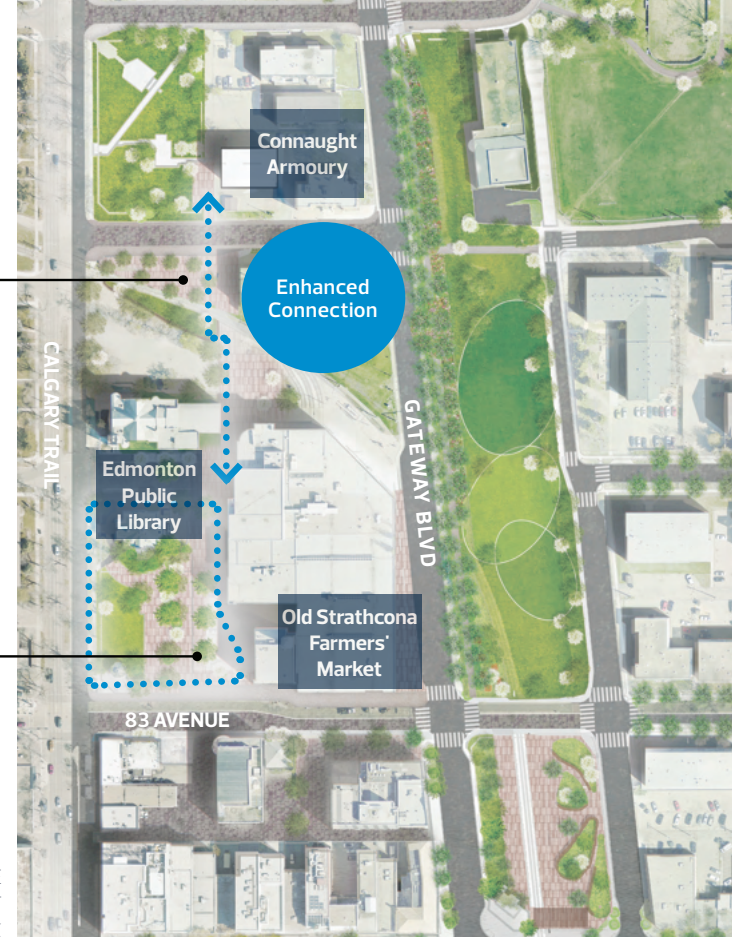 Connaught
Armoury
Enhanced
Connection
CALGARY TRAIL
GATEWAY BLVD
Edmonton
Public
Library
Old Strathcona
Farmers'
Market
83 AVENUE